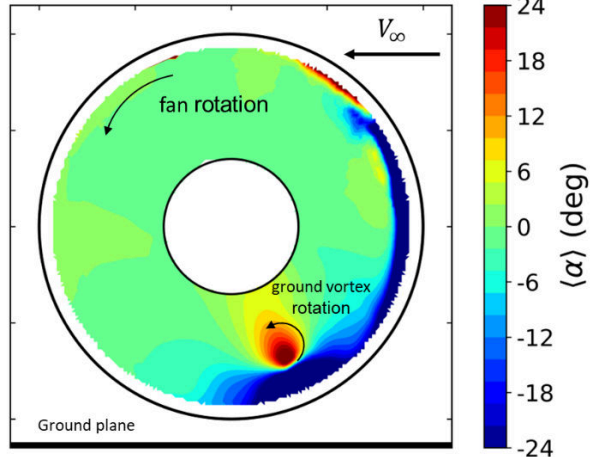 V∞
fan rotation
ground vortex
rotation
Ground plane
24
18
12
6
0
-6
-12
-18
-24
⟨α⟩ (deg)